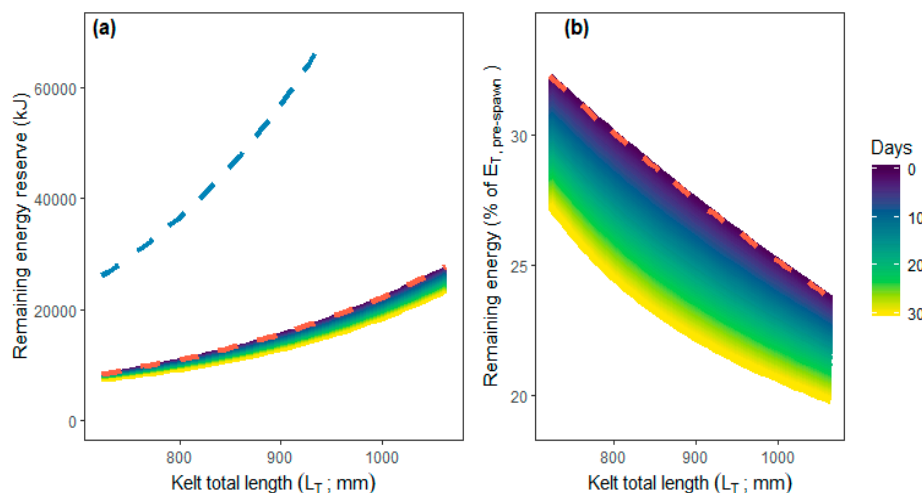 (a)
Remaining energy reserve (kJ)
60000
40000
20000
0
800
900
1000
Kelt total length (L_T ; mm)
(b)
Remaining energy (% of E_T, pre-spawn)
30
25
20
800
900
1000
Kelt total length (L_T ; mm)
Days
0
10
20
30